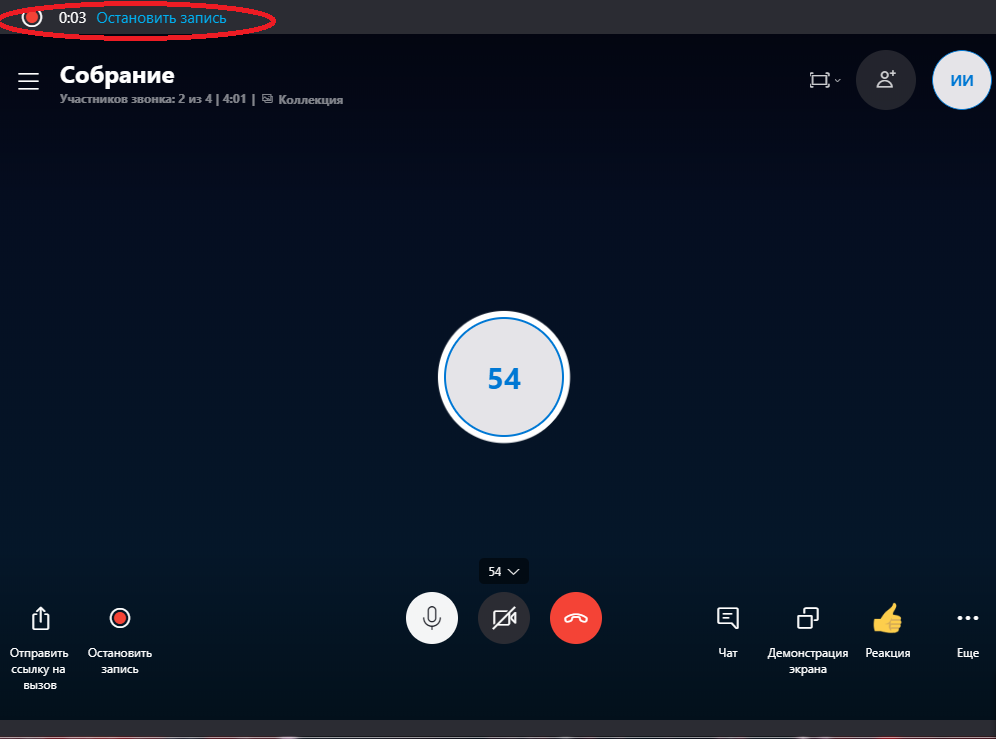 0:03 Остановить запись
Собрание
Участников звонка: 2 из 4 | 4:01 | Коллекция
ИИ
54
54
Отправить
ссылку на
вызов
Остановить
запись
Чат
Демонстрация
экрана
Реакция
Еще